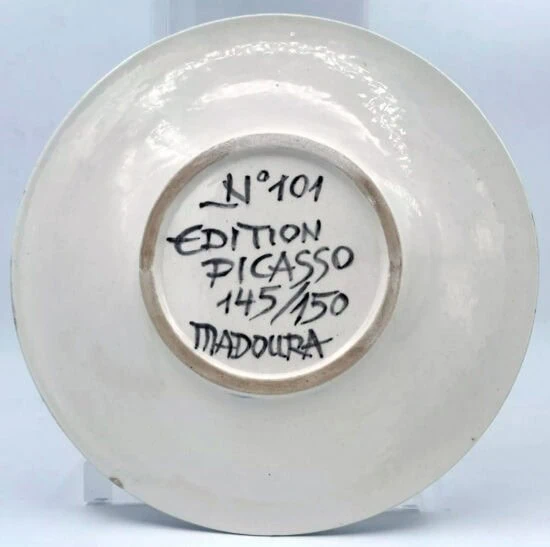 N°101
EDITION
PICASSO
145/150
MADOURA